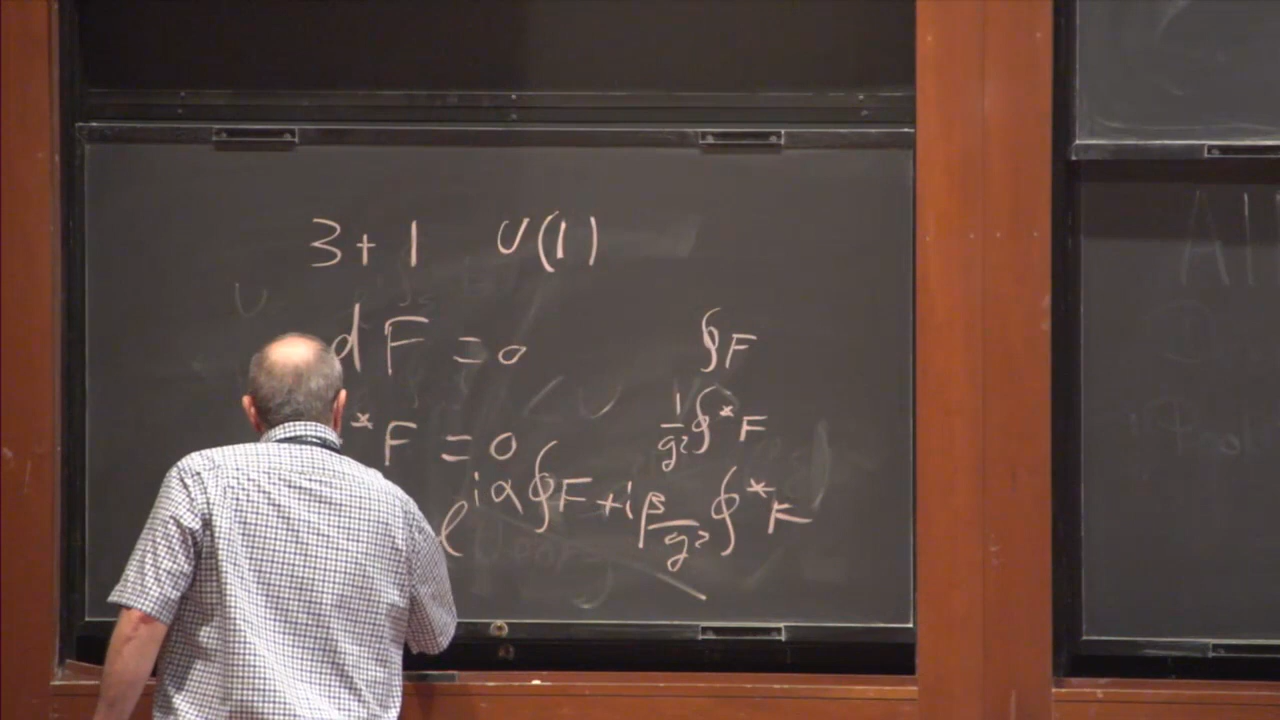 3+1 U(1)
dF = 0 ∮F
*F = 0 1/g² ∮*F
e^{iα∮F + iβ/g² ∮*F}